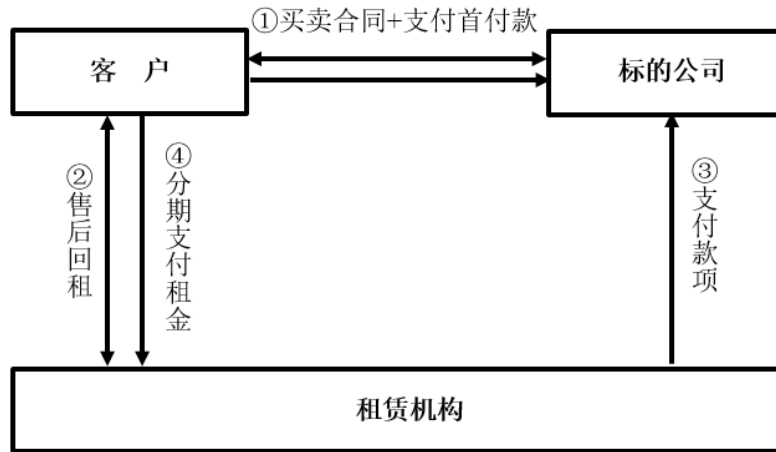 ①买卖合同+支付首付款
客 户
标的公司
②售后回租
④分期支付租金
③支付款项
租赁机构